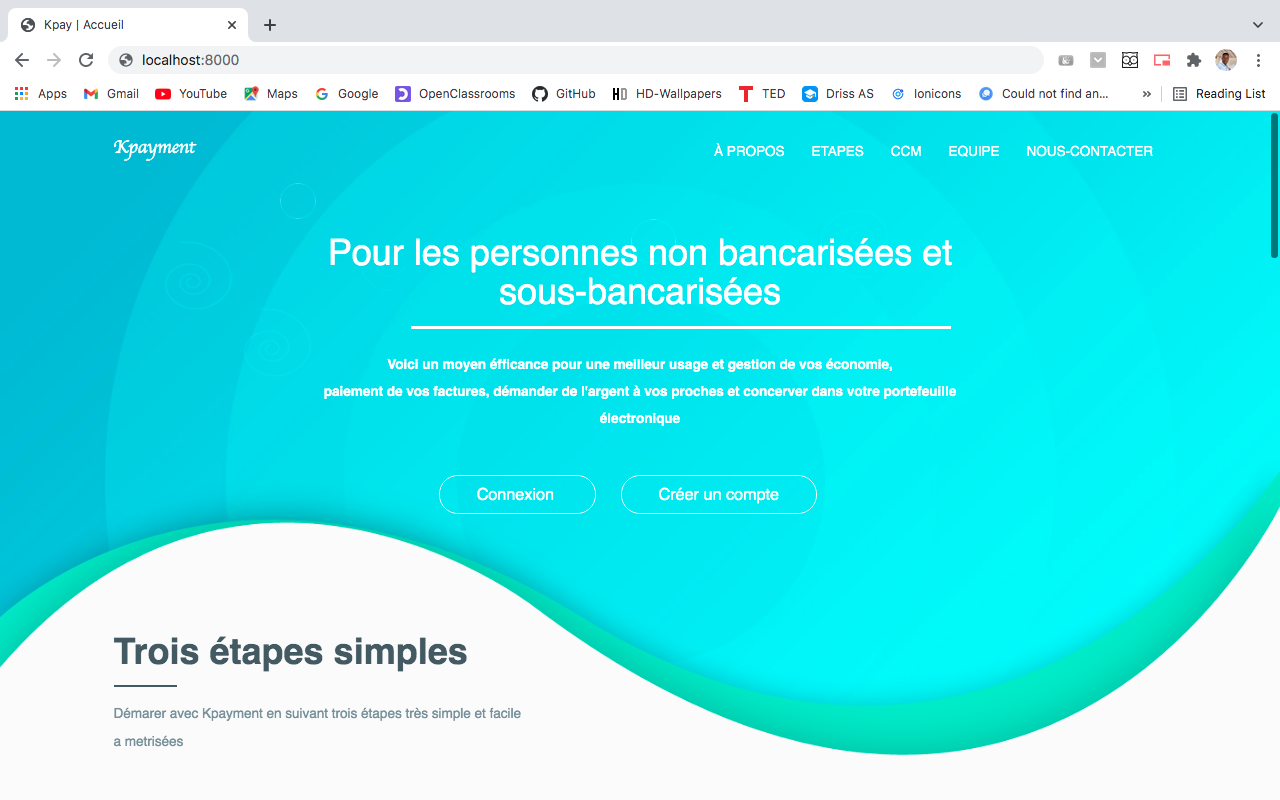 Kpay | Accueil
localhost:8000
Apps Gmail YouTube Maps Google OpenClassrooms GitHub HD-Wallpapers TED Driss AS Ionicons Could not find an... » Reading List
Kpayment
À PROPOS ETAPES CCM EQUIPE NOUS-CONTACTER
Pour les personnes non bancarisées et
sous-bancarisées
Voici un moyen éfficance pour une meilleur usage et gestion de vos économie,
paiement de vos factures, démander de l'argent à vos proches et concerver dans votre portefeuille
électronique
Connexion Créer un compte
Trois étapes simples
Démarer avec Kpayment en suivant trois étapes très simple et facile
a metrisées